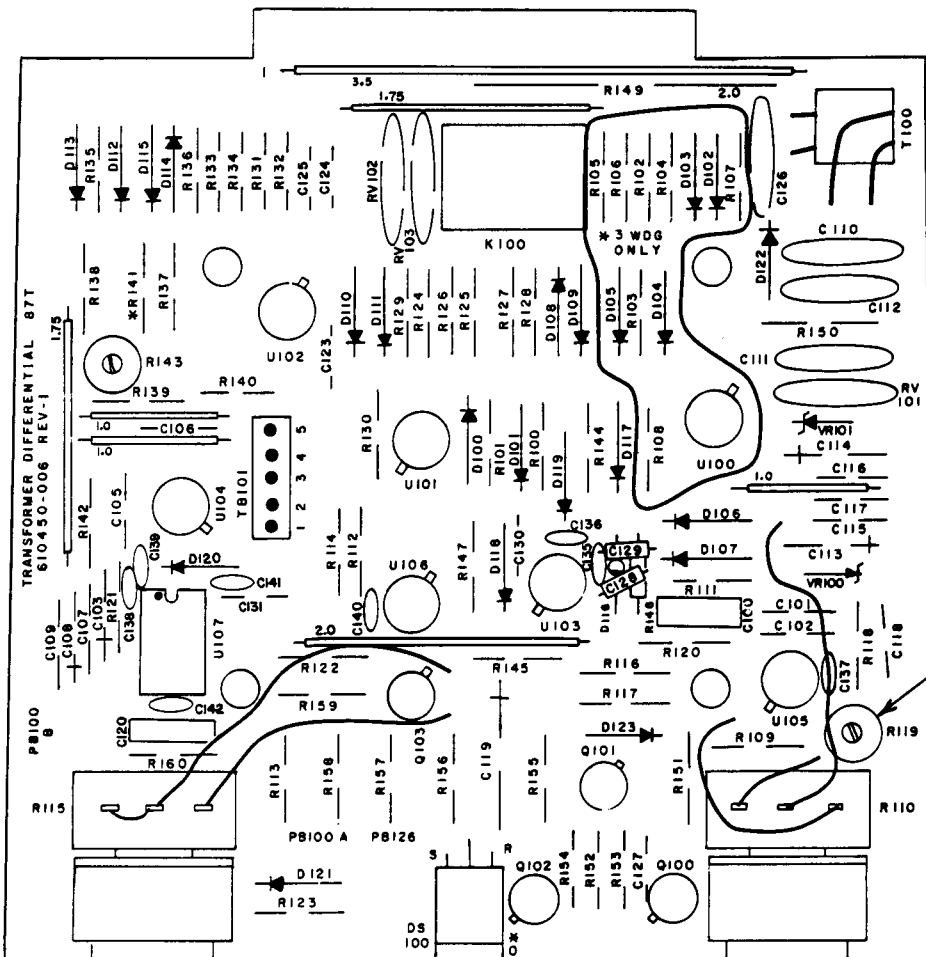 3.5
R149
2.0
1.75
T100
D113
R135
D112
D115
D114
R136
R133
R134
R131
R132
C125
C124
RV102
RV103
K100
R105
R106
R102
R104
D103
D102
R107
C126
* 3 WDG
ONLY
D122
C110
C112
R150
C111
RV
101
R138
*R141
R137
U102
C123
D110
D111
R129
R124
R126
R125
R127
R128
D108
D109
D105
R103
D104
1.75
R143
R139
R140
1.0
C106
1.0
TRANSFORMER DIFFERENTIAL 87T
610450-006 REV-1
R130
U101
D100
R101
D101
R100
D119
R144
D117
R108
U100
VR101
C114
1.0
C116
C117
C115
C113
VR100
TB101
5
4
3
2
1
R142
C105
U104
C139
D120
C141
C131
C138
U107
R121
C103
C107
C108
C109
R114
R112
C140
U106
R147
D118
C130
C136
C135
U103
C129
C128
D116
R146
D106
D107
R111
C100
C101
C102
R120
R118
C118
C137
U105
R119
2.0
R122
R145
R116
R117
R159
C142
C120
R160
PB100
B
Q103
D123
Q101
R109
R115
R113
R158
R157
R156
C119
R155
R151
R110
PB100 A
PB126
D121
R123
S
R
DS
100
*
O
Q102
R154
R152
R153
C127
Q100